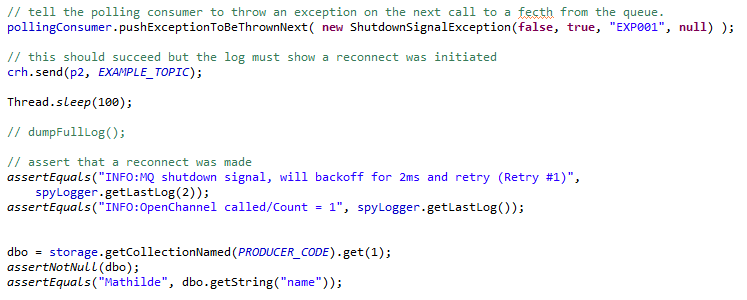 // tell the polling consumer to throw an exception on the next call to a fecth from the queue.
pollingConsumer.pushExceptionToBeThrownNext( new ShutdownSignalException(false, true, "EXP001", null) );
// this should succeed but the log must show a reconnect was initiated
crh.send(p2, EXAMPLE_TOPIC);
Thread.sleep(100);
// dumpFullLog();
// assert that a reconnect was made
assertEquals("INFO:MQ shutdown signal, will backoff for 2ms and retry (Retry #1)",
spyLogger.getLastLog(2));
assertEquals("INFO:OpenChannel called/Count = 1", spyLogger.getLastLog());
dbo = storage.getCollectionNamed(PRODUCER_CODE).get(1);
assertNotNull(dbo);
assertEquals("Mathilde", dbo.getString("name"));